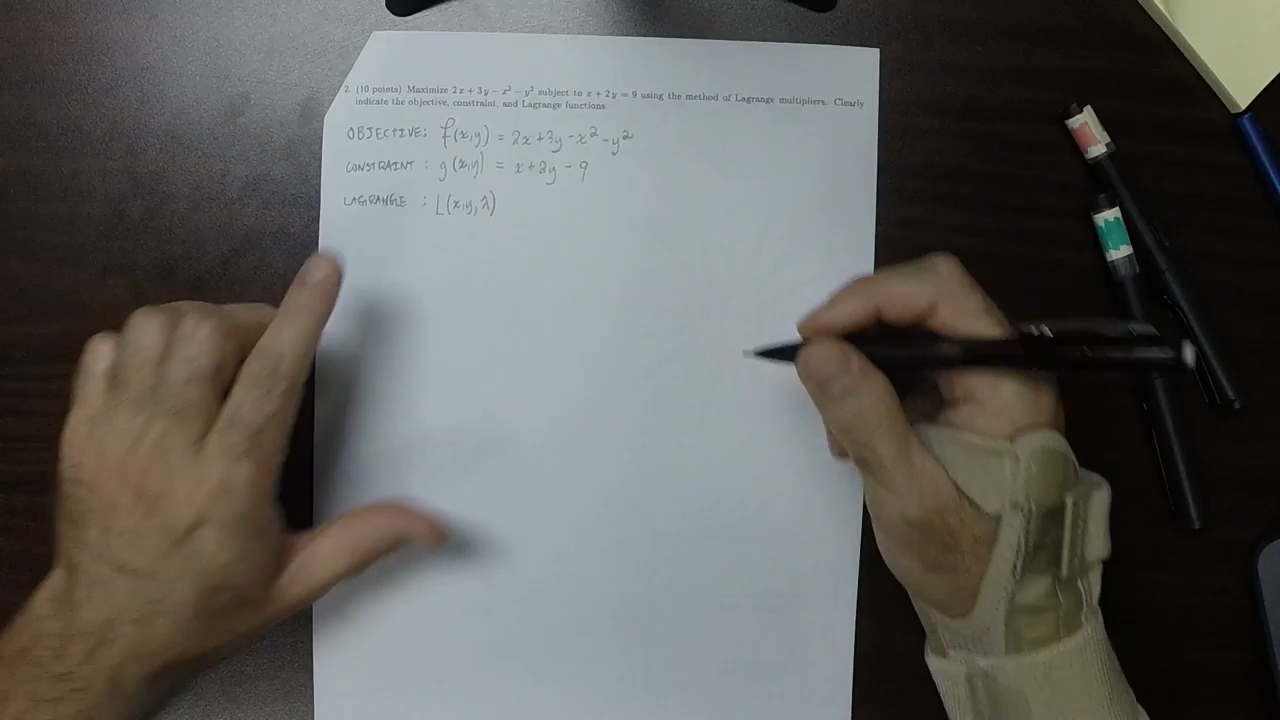 2. (10 points) Maximize 2x + 3y − x² − y² subject to x + 2y = 9 using the method of Lagrange multipliers. Clearly
indicate the objective, constraint, and Lagrange functions.
OBJECTIVE: f(x,y) = 2x+3y-x²-y²
CONSTRAINT : g(x,y) = x+2y-9
LAGRANGE : L(x,y,λ)